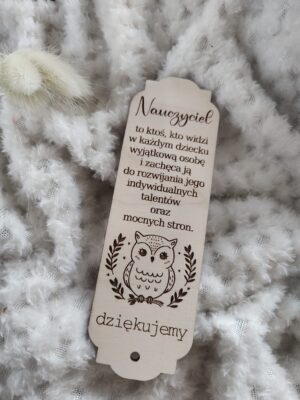 Nauczyciel
to ktoś, kto widzi
w każdym dziecku
wyjątkową osobę
i zachęca ją
do rozwijania jego
indywidualnych
talentów
oraz
mocnych stron.
dziękujemy